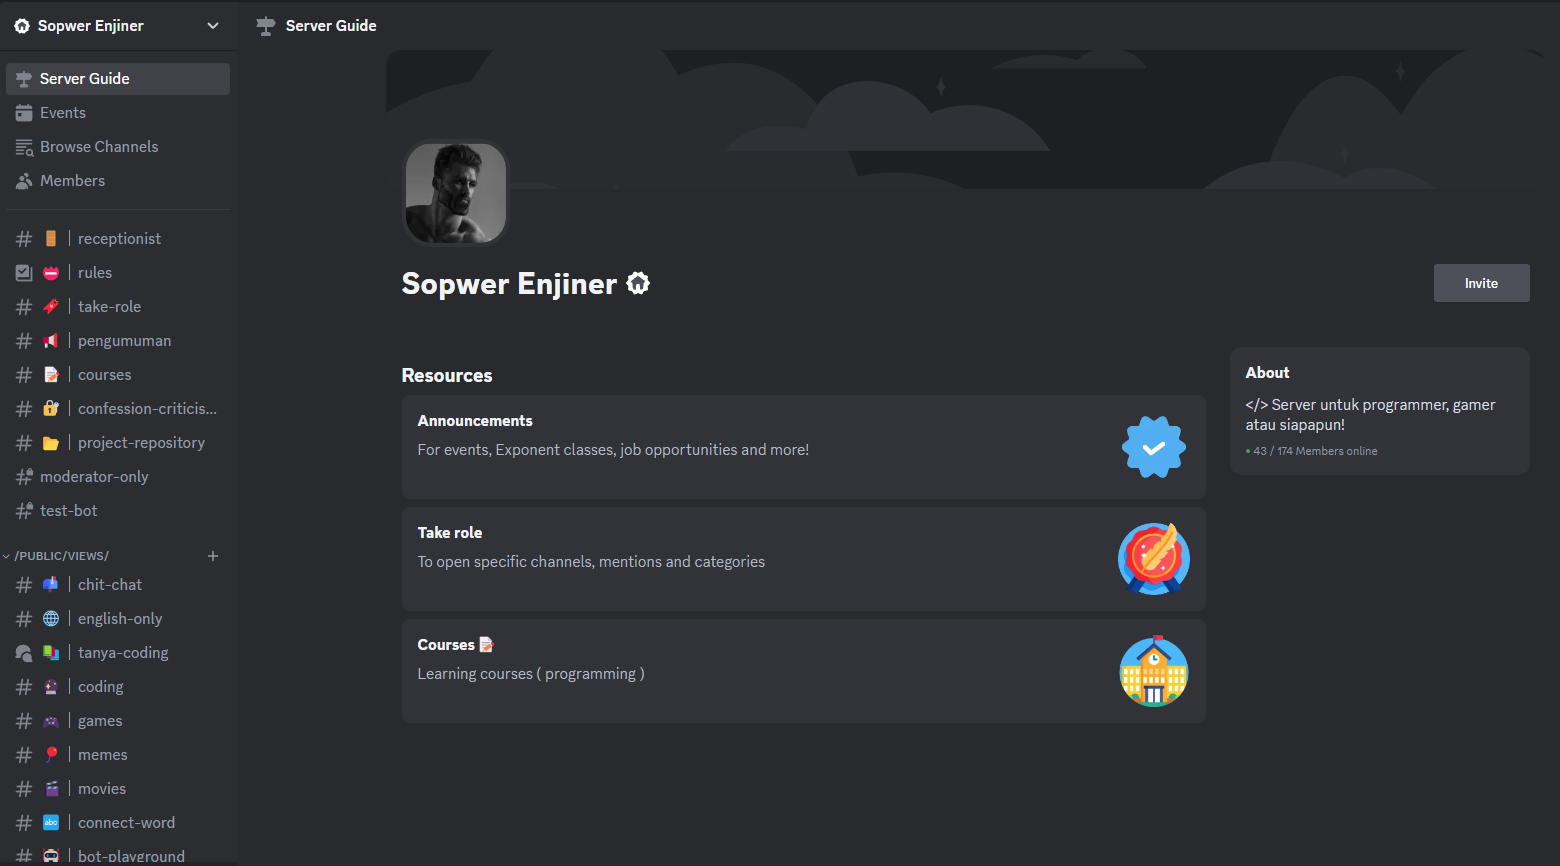 Sopwer Enjiner
Server Guide
Events
Browse Channels
Members
receptionist
rules
take-role
pengumuman
courses
confession-criticis...
project-repository
moderator-only
test-bot
/PUBLIC/VIEWS/
chit-chat
english-only
tanya-coding
coding
games
memes
movies
abc
connect-word
bot-playground
Server Guide
Sopwer Enjiner
Invite
Resources
Announcements
For events, Exponent classes, job opportunities and more!
Take role
To open specific channels, mentions and categories
Courses
Learning courses ( programming )
About
</> Server untuk programmer, gamer
atau siapapun!
43 / 174 Members online